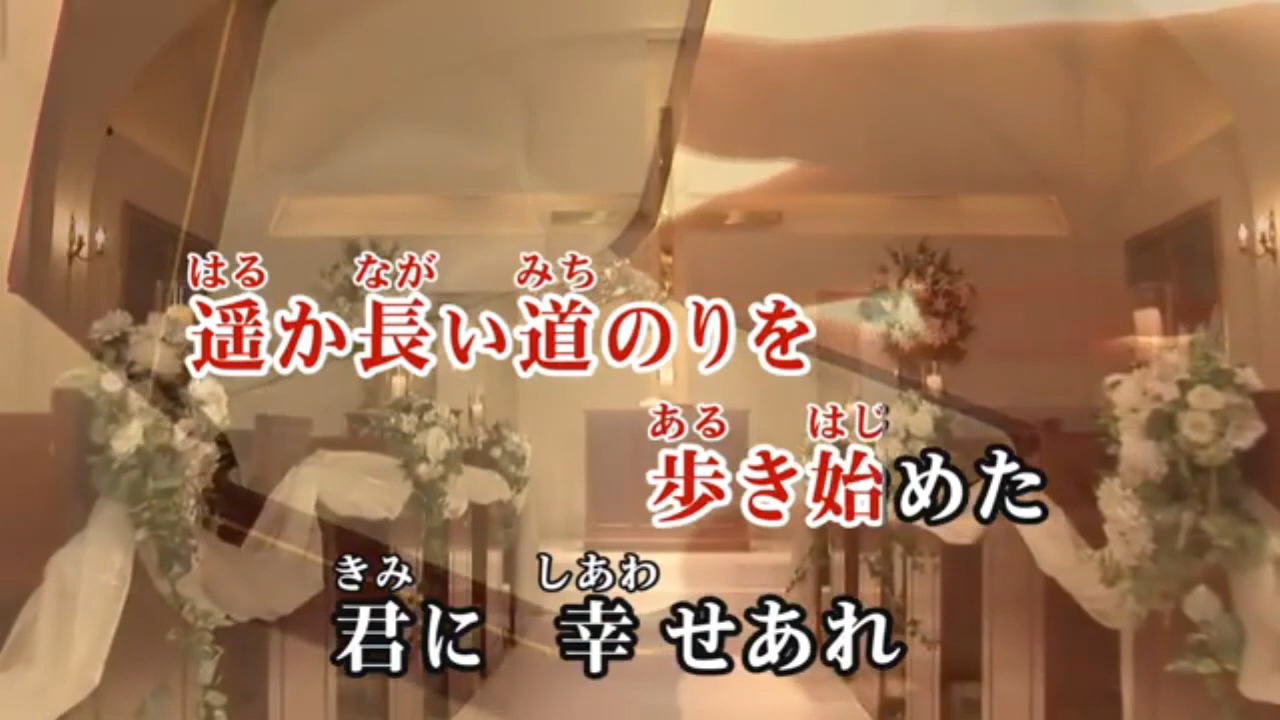 はる なが みち
遥か長い道のりを
ある はじ
歩き始めた
きみ しあわ
君に 幸せあれ